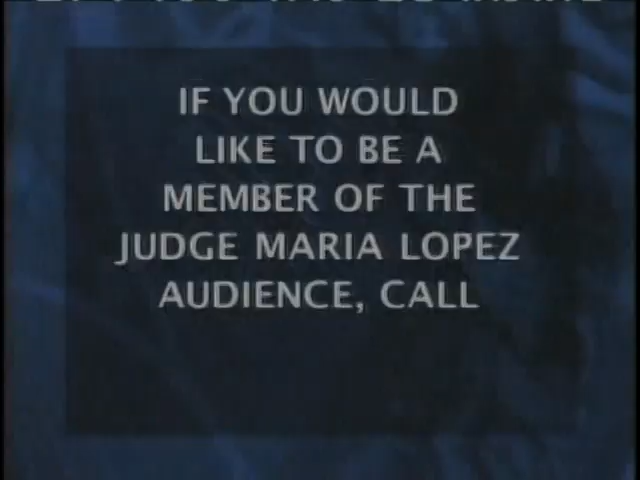 IF YOU WOULD
LIKE TO BE A
MEMBER OF THE
JUDGE MARIA LOPEZ
AUDIENCE, CALL